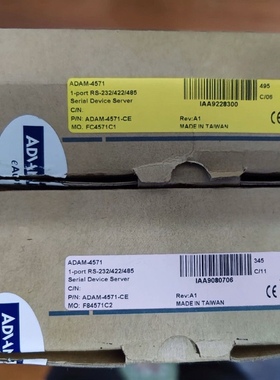 ADAM-4571
1-port RS-232/422/485
Serial Device Server
C/N:
P/N: ADAM-4571-CE
MO. FC4571C1
495
C/06
IAA9228300
Rev:A1
MADE IN TAIWAN
CE
ADAM-4571
1-port RS-232/422/485
Serial Device Server
C/N:
P/N: ADAM-4571-CE
MO: F84571C2
345
C/11
IAA9080706
Rev:A1
MADE IN TAIWAN
CE